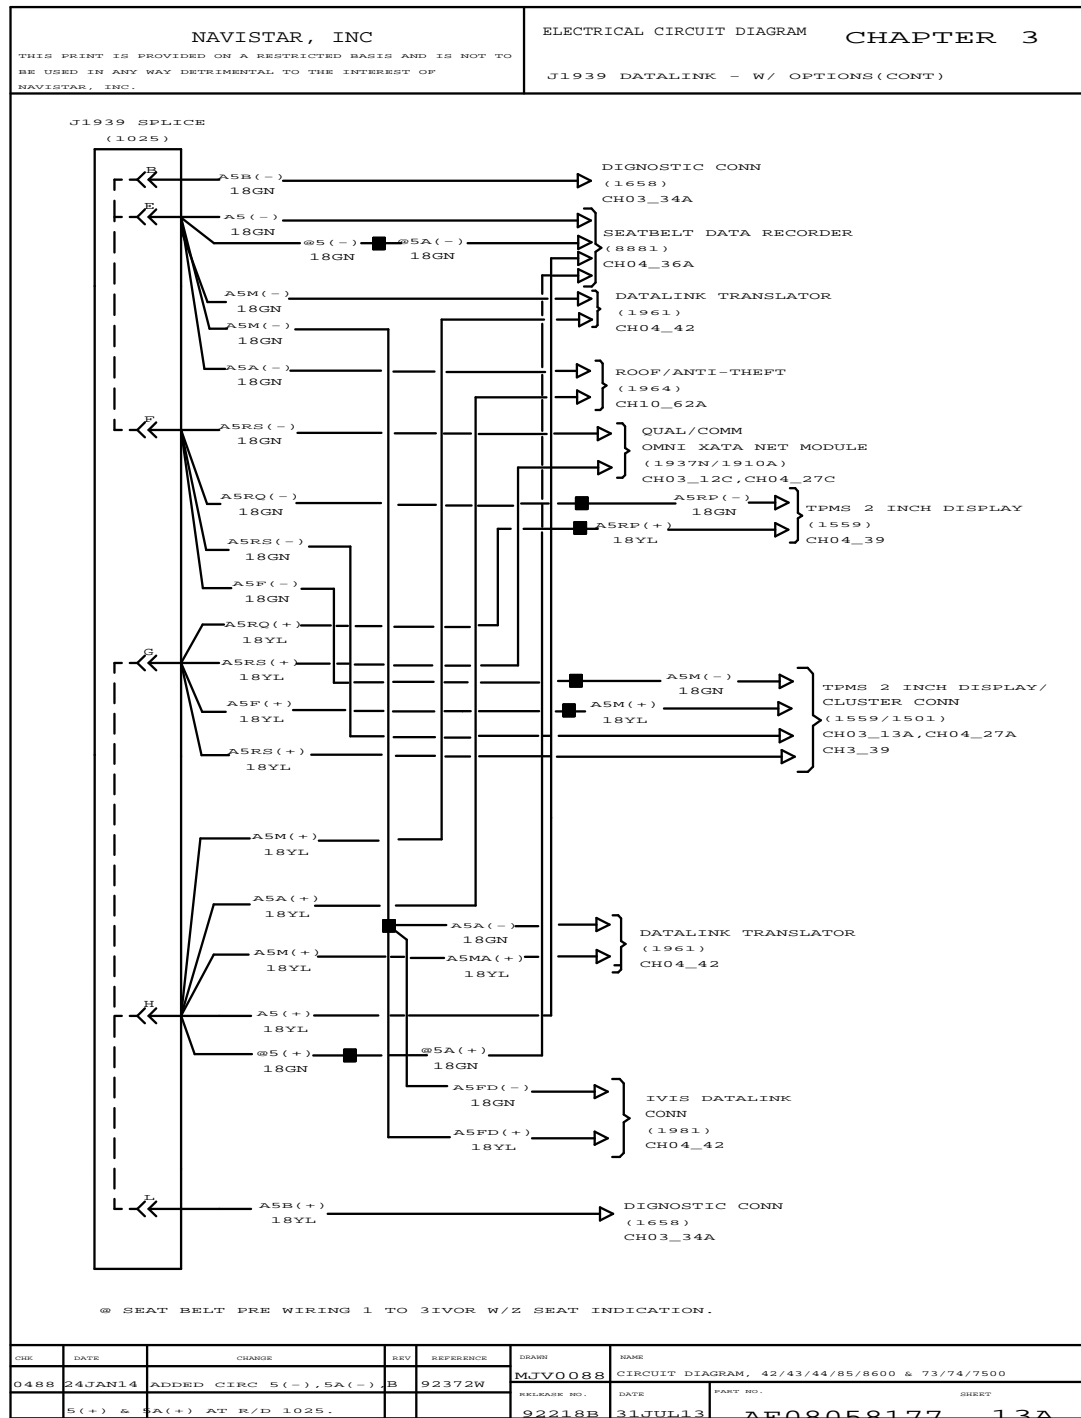 NAVISTAR, INC
THIS PRINT IS PROVIDED ON A RESTRICTED BASIS AND IS NOT TO
BE USED IN ANY WAY DETRIMENTAL TO THE INTEREST OF
NAVISTAR, INC.
ELECTRICAL CIRCUIT DIAGRAM
CHAPTER 3
J1939 DATALINK - W/ OPTIONS(CONT)
J1939 SPLICE
(1025)
B
A5B(-)
18GN
DIGNOSTIC CONN
(1658)
CH03_34A
E
A5(-)
18GN
@5(-)
18GN
@5A(-)
18GN
SEATBELT DATA RECORDER
(8881)
CH04_36A
A5M(-)
18GN
DATALINK TRANSLATOR
(1961)
CH04_42
A5M(-)
18GN
A5A(-)
18GN
ROOF/ANTI-THEFT
(1964)
CH10_62A
F
A5RS(-)
18GN
QUAL/COMM
OMNI XATA NET MODULE
(1937N/1910A)
CH03_12C,CH04_27C
A5RQ(-)
18GN
A5RP(-)
18GN
A5RP(+)
18YL
TPMS 2 INCH DISPLAY
(1559)
CH04_39
A5RS(-)
18GN
A5F(-)
18GN
A5RQ(+)
18YL
G
A5RS(+)
18YL
A5M(-)
18GN
A5F(+)
18YL
A5M(+)
18YL
TPMS 2 INCH DISPLAY/
CLUSTER CONN
(1559/1501)
CH03_13A,CH04_27A
CH3_39
A5RS(+)
18YL
A5M(+)
18YL
A5A(+)
18YL
A5A(-)
18GN
DATALINK TRANSLATOR
(1961)
CH04_42
A5M(+)
18YL
A5MA(+)
18YL
H
A5(+)
18YL
@5(+)
18GN
@5A(+)
18GN
A5FD(-)
18GN
IVIS DATALINK
CONN
(1981)
CH04_42
A5FD(+)
18YL
L
A5B(+)
18YL
DIGNOSTIC CONN
(1658)
CH03_34A
@ SEAT BELT PRE WIRING 1 TO 3IVOR W/Z SEAT INDICATION.
CHK DATE CHANGE REV REFERENCE DRAWN NAME
0488 24JAN14 ADDED CIRC 5(-),5A(-), B 92372W MJV0088 CIRCUIT DIAGRAM, 42/43/44/85/8600 & 73/74/7500
RELEASE NO. DATE PART NO. SHEET
5(+) & 5A(+) AT R/D 1025. 92218B 31JUL13 AF08058177 13A